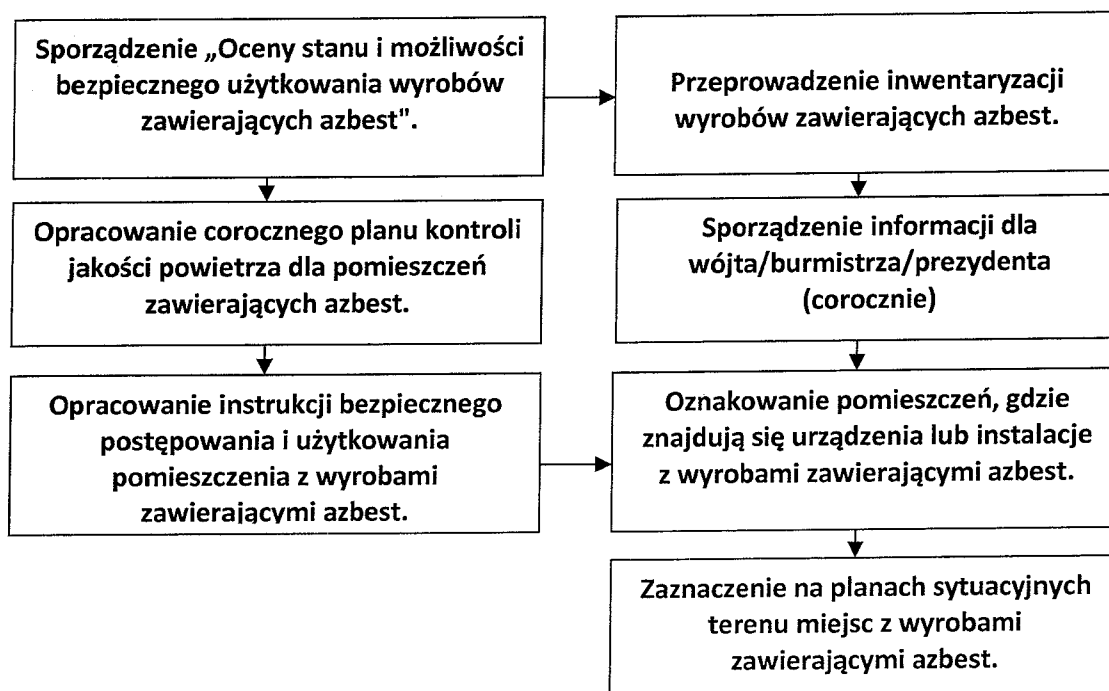 Sporządzenie „Oceny stanu i możliwości
bezpiecznego użytkowania wyrobów
zawierających azbest".
Przeprowadzenie inwentaryzacji
wyrobów zawierających azbest.
Opracowanie corocznego planu kontroli
jakości powietrza dla pomieszczeń
zawierających azbest.
Sporządzenie informacji dla
wójta/burmistrza/prezydenta
(corocznie)
Opracowanie instrukcji bezpiecznego
postępowania i użytkowania
pomieszczenia z wyrobami
zawierającymi azbest.
Oznakowanie pomieszczeń, gdzie
znajdują się urządzenia lub instalacje
z wyrobami zawierającymi azbest.
Zaznaczenie na planach sytuacyjnych
terenu miejsc z wyrobami
zawierającymi azbest.